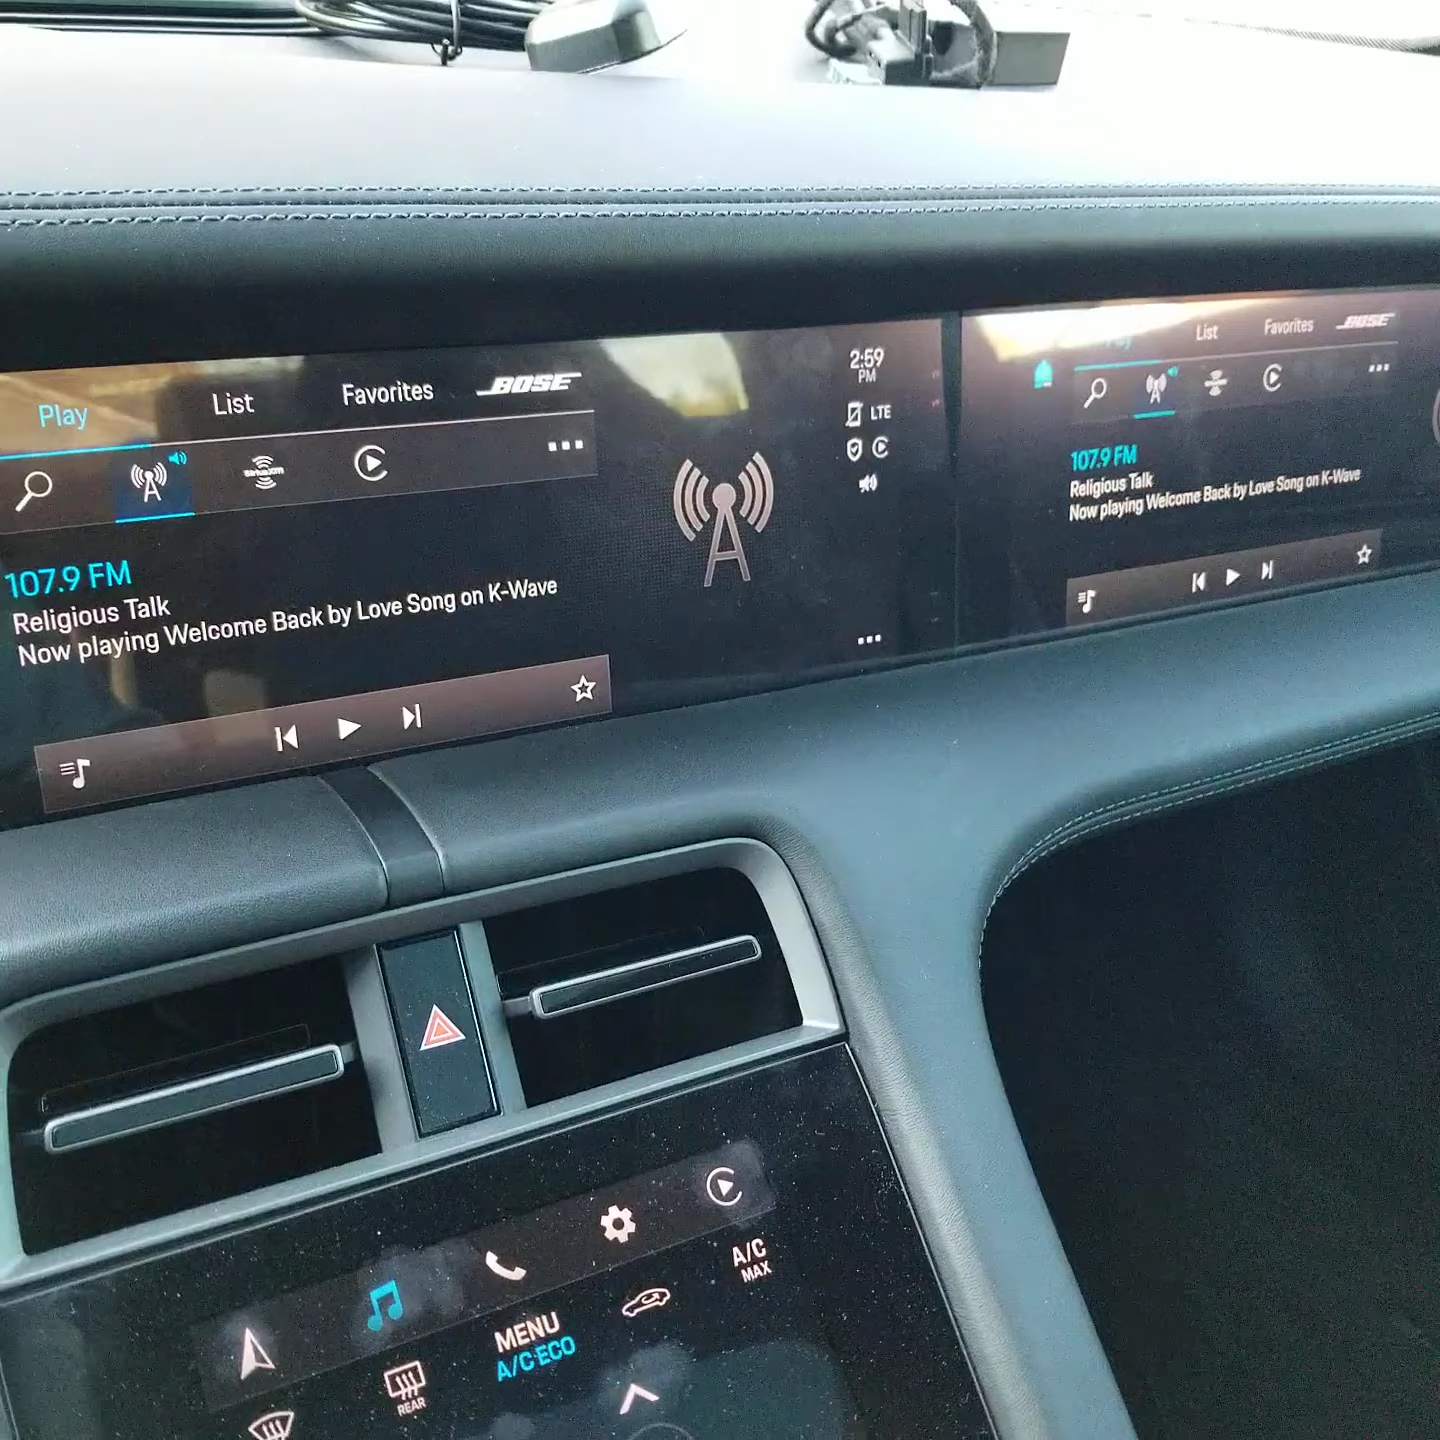 Play
List
Favorites
BOSE
2:59
PM
LTE
SiriusXM
107.9 FM
Religious Talk
Now playing Welcome Back by Love Song on K-Wave
Play
List
Favorites
BOSE
107.9 FM
Religious Talk
Now playing Welcome Back by Love Song on K-Wave
A/C
MAX
MENU
A/C ECO
REAR